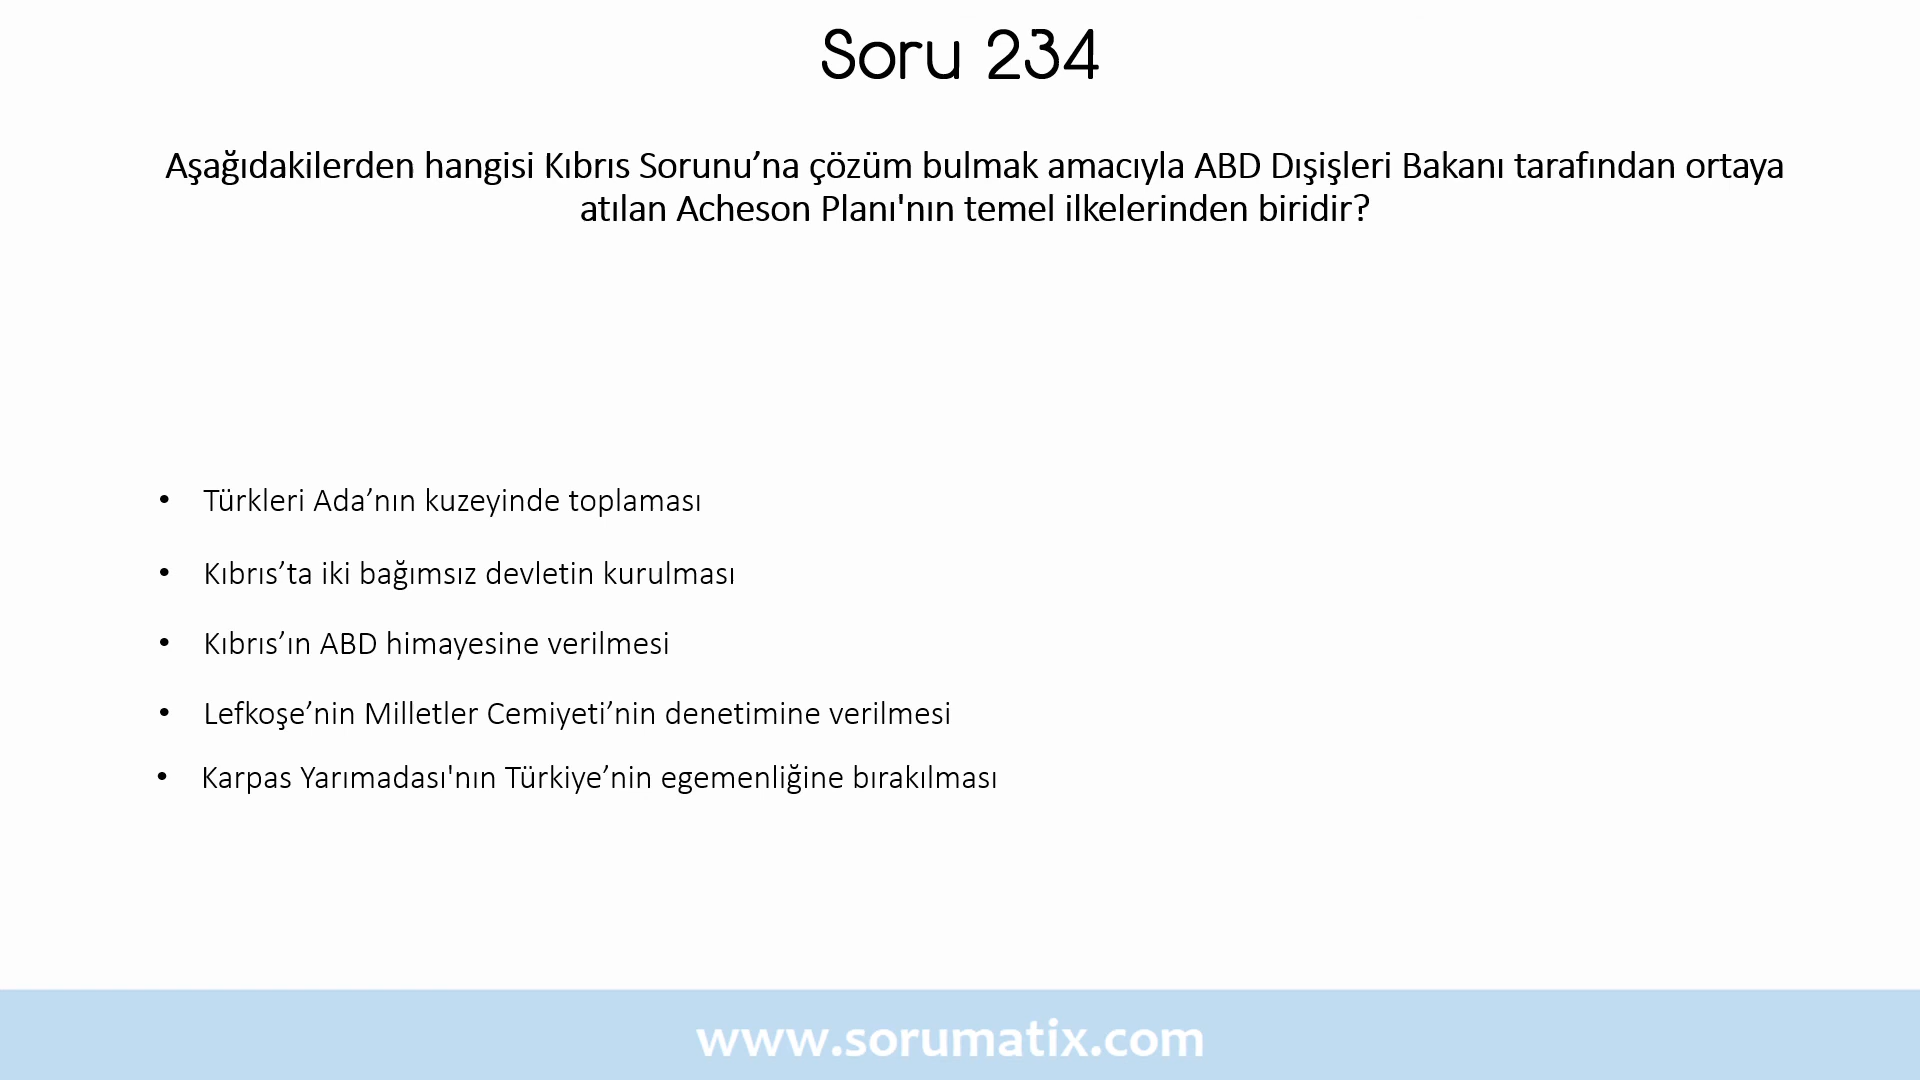 Soru 234
Aşağıdakilerden hangisi Kıbrıs Sorunu’na çözüm bulmak amacıyla ABD Dışişleri Bakanı tarafından ortaya
atılan Acheson Planı'nın temel ilkelerinden biridir?
• Türkleri Ada’nın kuzeyinde toplaması
• Kıbrıs’ta iki bağımsız devletin kurulması
• Kıbrıs’ın ABD himayesine verilmesi
• Lefkoşe’nin Milletler Cemiyeti’nin denetimine verilmesi
• Karpas Yarımadası'nın Türkiye’nin egemenliğine bırakılması
www.sorumatix.com